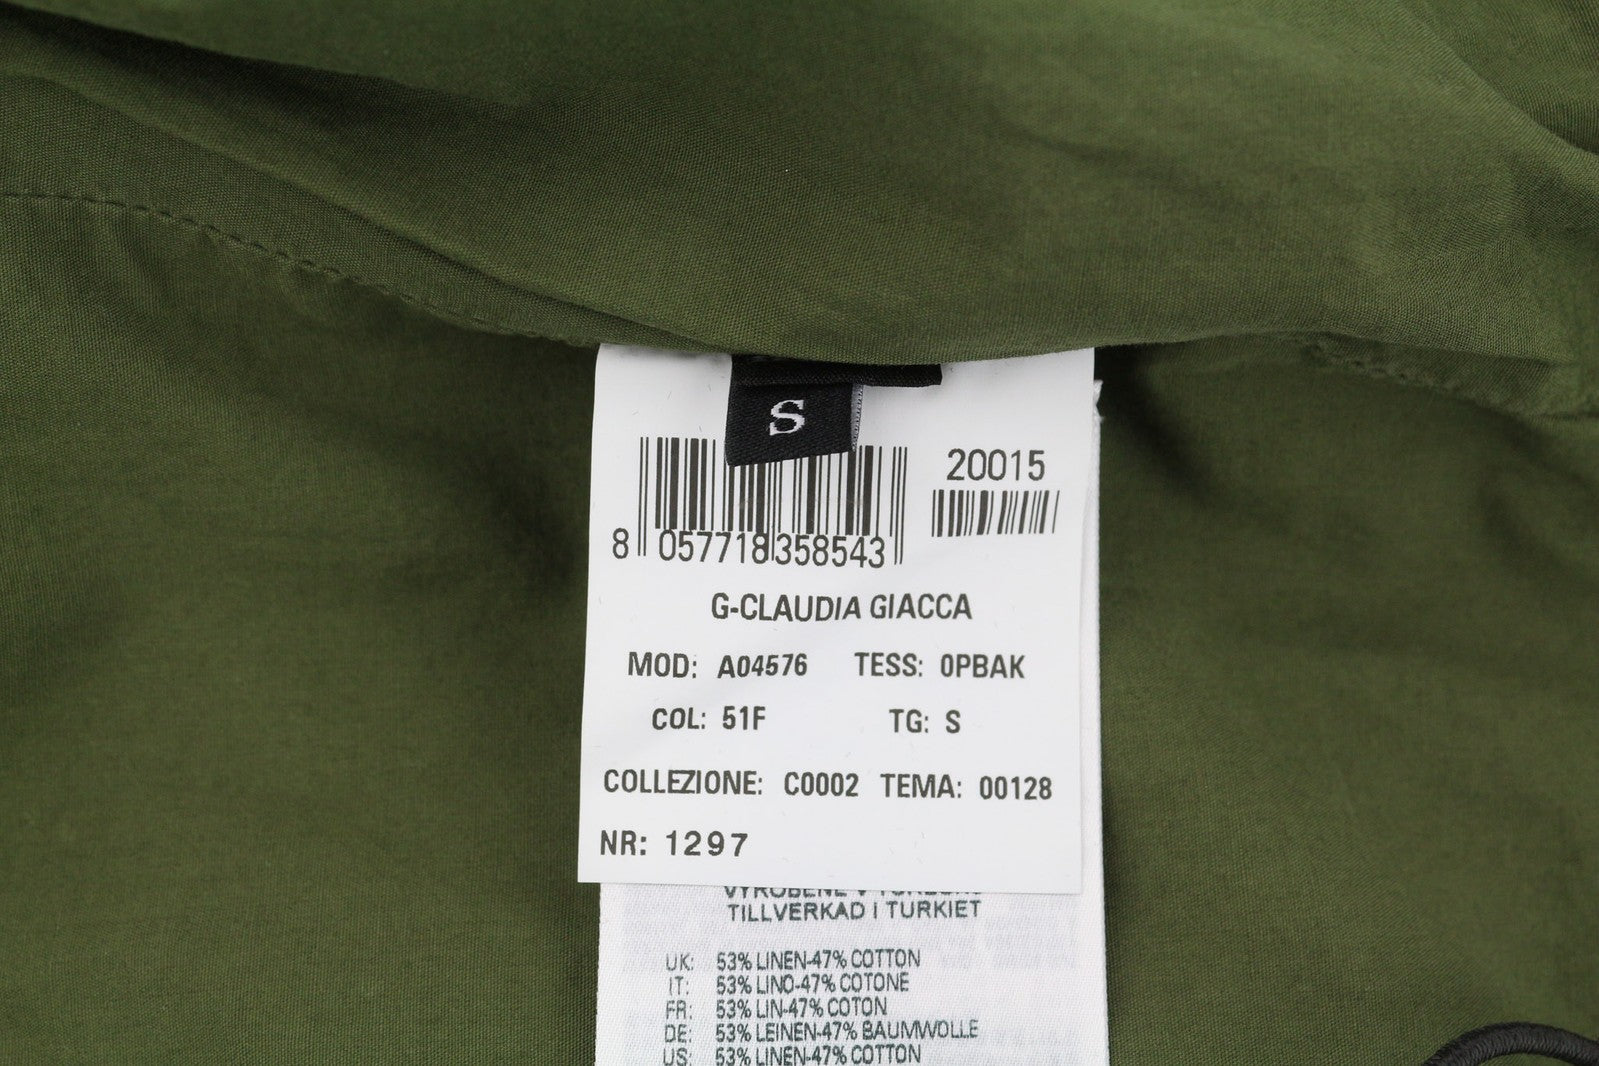 S
20015
8 057718 358543
G-CLAUDIA GIACCA
MOD: A04576 TESS: 0PBAK
COL: 51F TG: S
COLLEZIONE: C0002 TEMA: 00128
NR: 1297
TILLVERKAD I TURKIET
UK: 53% LINEN-47% COTTON
IT: 53% LINO-47% COTONE
FR: 53% LIN-47% COTON
DE: 53% LEINEN-47% BAUMWOLLE
US: 53% LINEN-47% COTTON